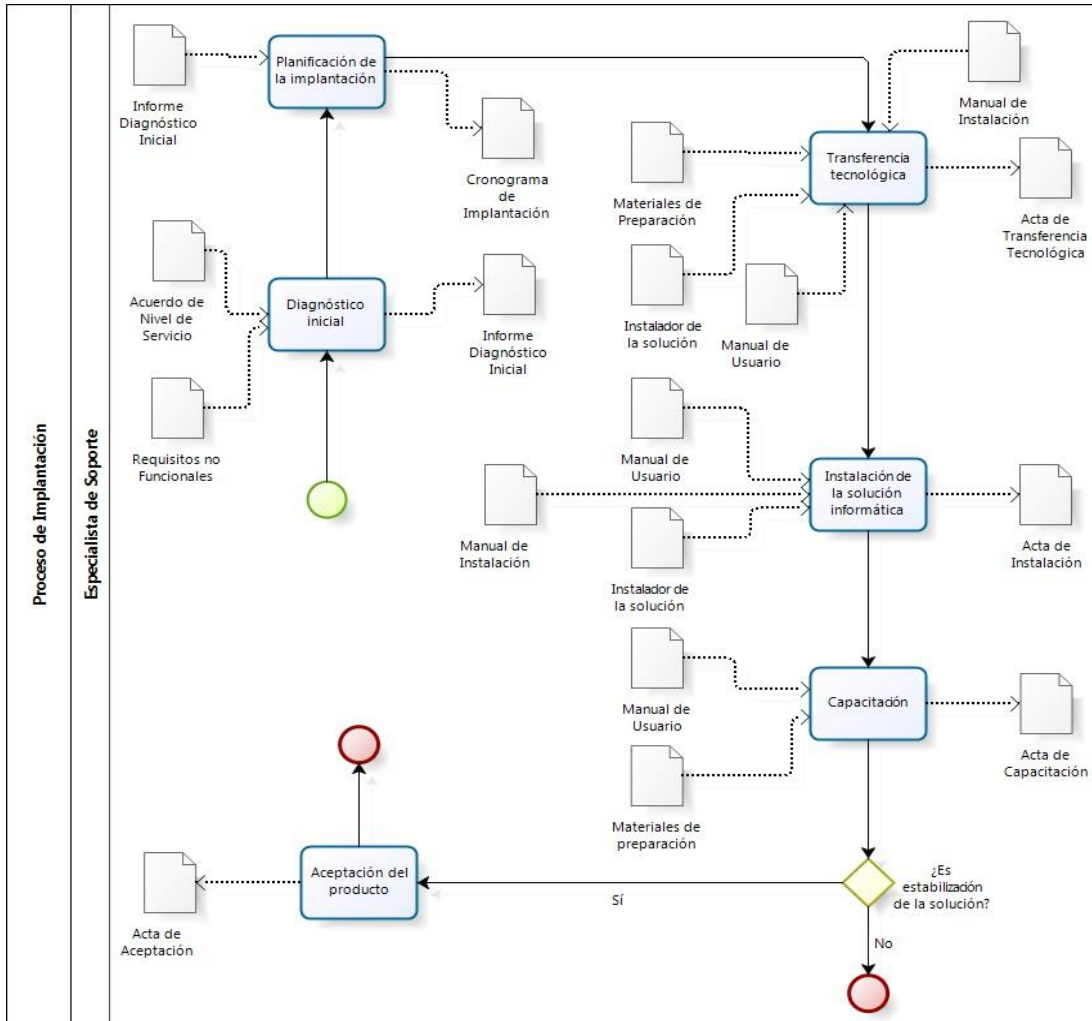 Proceso de Implantación
Especialista de Soporte
Informe
Diagnóstico
Inicial
Planificación de
la implantación
Cronograma
de
Implantación
Manual de
Instalación
Materiales de
Preparación
Transferencia
tecnológica
Acta de
Transferencia
Tecnológica
Instalador de
la solución
Manual de
Usuario
Acuerdo de
Nivel de
Servicio
Diagnóstico
inicial
Informe
Diagnóstico
Inicial
Requisitos no
Funcionales
Manual de
Usuario
Manual de
Instalación
Instalación de
la solución
informática
Acta de
Instalación
Instalador de
la solución
Manual de
Usuario
Capacitación
Acta de
Capacitación
Materiales de
preparación
¿Es
estabilización
de la solución?
Sí
No
Aceptación del
producto
Acta de
Aceptación